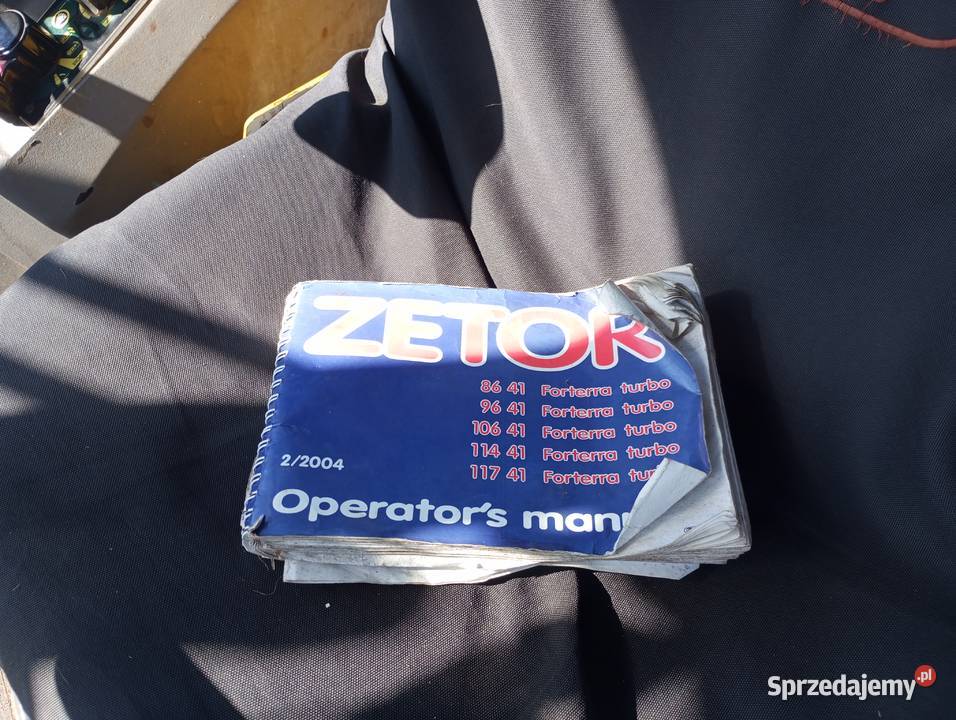 ZETOR
86 41 Forterra turbo
96 41 Forterra turbo
106 41 Forterra turbo
114 41 Forterra turbo
117 41 Forterra
2/2004
Operator's
Sprzedajemy.pl